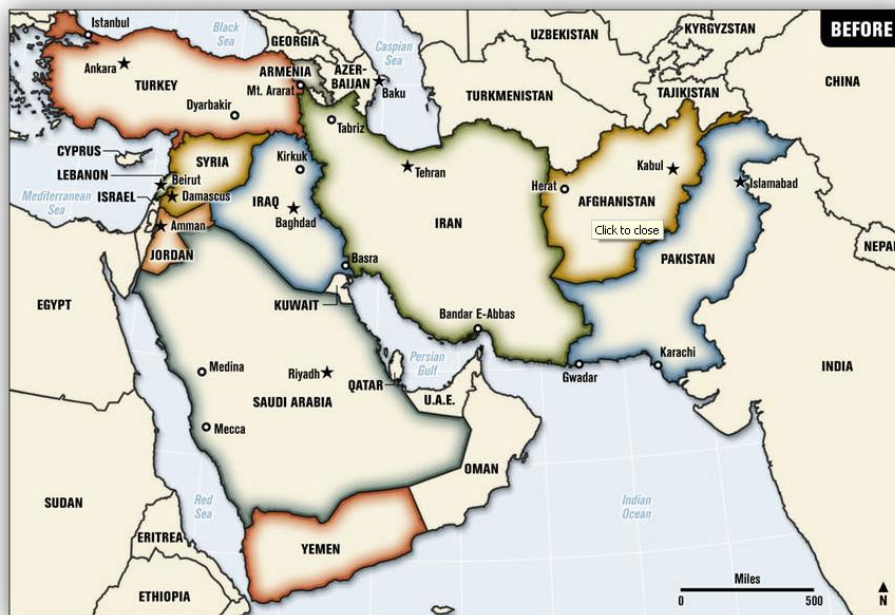 BEFORE
Istanbul
Black
Sea
GEORGIA
Caspian
Sea
UZBEKISTAN
KYRGYZSTAN
Ankara
TURKEY
ARMENIA
Mt. Ararat
AZER-
BAIJAN
Baku
TURKMENISTAN
TAJIKISTAN
CHINA
Dyarbakir
Tabriz
CYPRUS
SYRIA
Kirkuk
Tehran
Kabul
Islamabad
LEBANON
Beirut
Herat
Mediterranean
Sea
ISRAEL
Damascus
IRAQ
Baghdad
IRAN
AFGHANISTAN
Click to close
Amman
JORDAN
Basra
PAKISTAN
NEPAL
EGYPT
KUWAIT
Bandar E-Abbas
Medina
Riyadh
Persian
Gulf
QATAR
Gwadar
Karachi
INDIA
SAUDI ARABIA
U.A.E.
Mecca
OMAN
SUDAN
Red
Sea
Indian
Ocean
ERITREA
YEMEN
Miles
0
500
N
ETHIOPIA